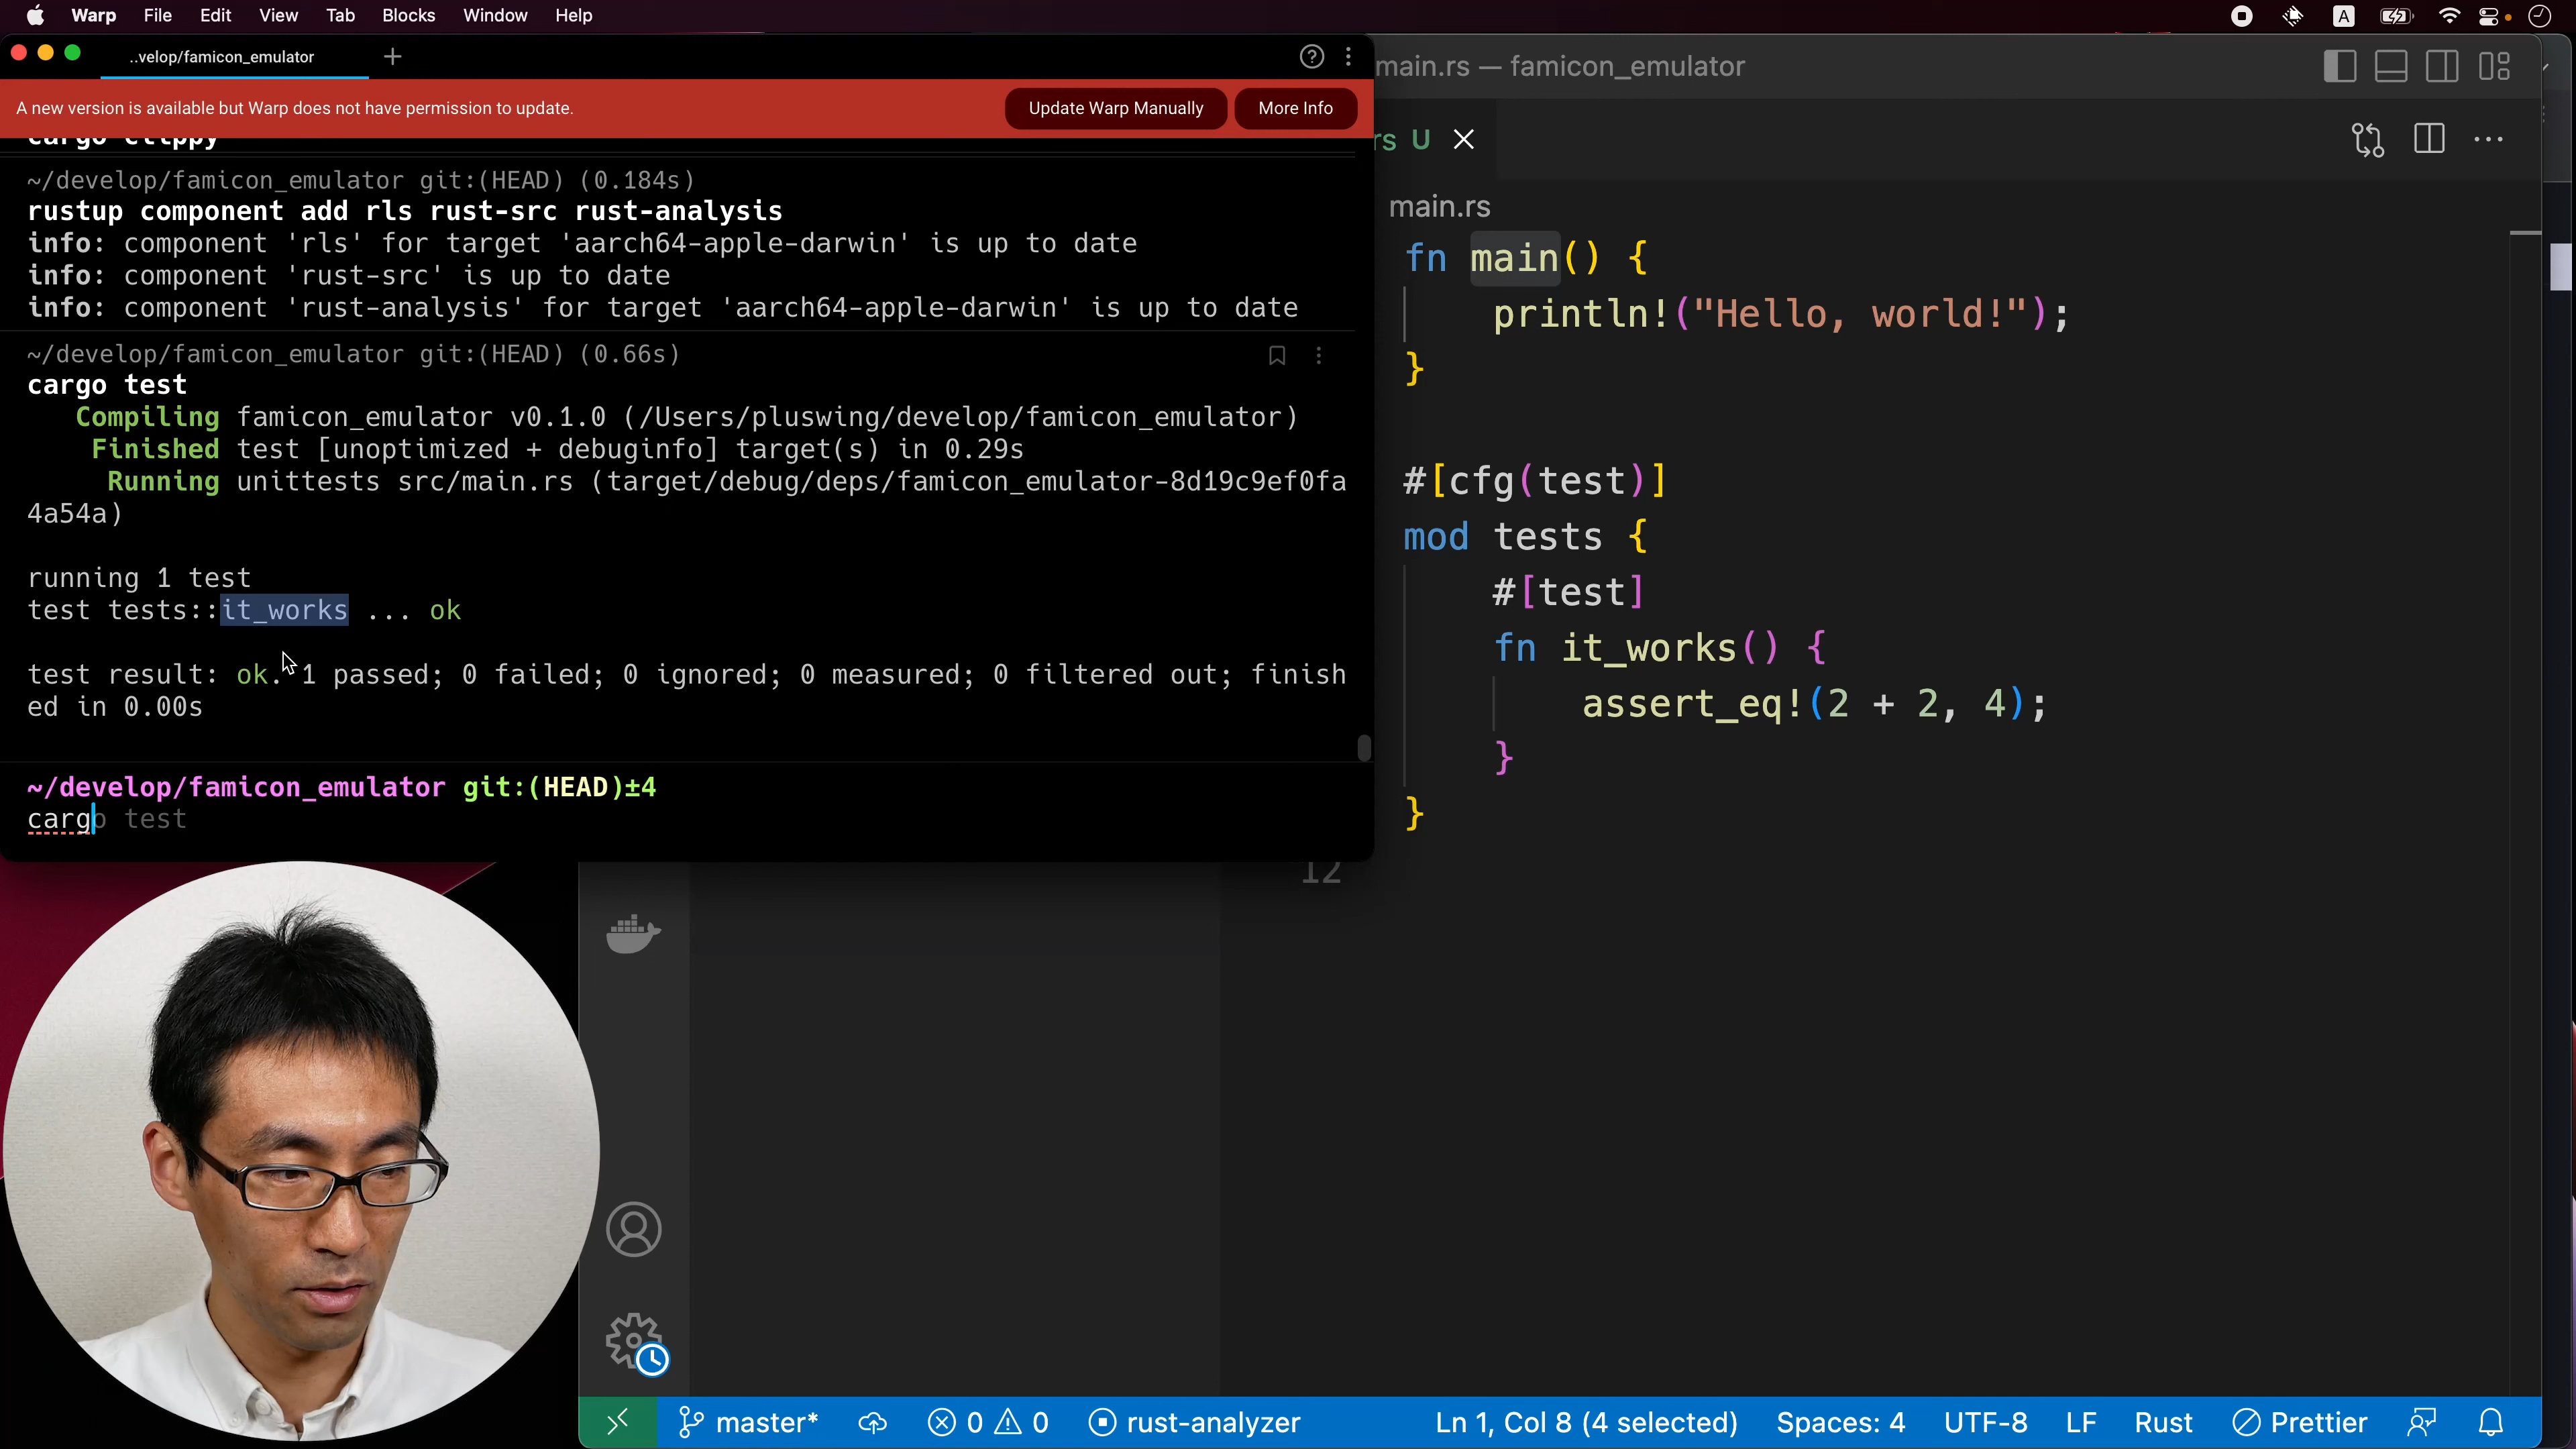 Warp File Edit View Tab Blocks Window Help A
..velop/famicon_emulator
main.rs — famicon_emulator
A new version is available but Warp does not have permission to update. Update Warp Manually More Info
rs U
cargo clippy
~/develop/famicon_emulator git:(HEAD) (0.184s)
rustup component add rls rust-src rust-analysis
info: component 'rls' for target 'aarch64-apple-darwin' is up to date
info: component 'rust-src' is up to date
info: component 'rust-analysis' for target 'aarch64-apple-darwin' is up to date
~/develop/famicon_emulator git:(HEAD) (0.66s)
cargo test
Compiling famicon_emulator v0.1.0 (/Users/pluswing/develop/famicon_emulator)
Finished test [unoptimized + debuginfo] target(s) in 0.29s
Running unittests src/main.rs (target/debug/deps/famicon_emulator-8d19c9ef0fa
4a54a)
running 1 test
test tests::it_works ... ok
test result: ok. 1 passed; 0 failed; 0 ignored; 0 measured; 0 filtered out; finish
ed in 0.00s
~/develop/famicon_emulator git:(HEAD)±4
cargo test
main.rs
fn main() {
println!("Hello, world!");
}
#[cfg(test)]
mod tests {
#[test]
fn it_works() {
assert_eq!(2 + 2, 4);
}
}
12
master* 0 0 rust-analyzer Ln 1, Col 8 (4 selected) Spaces: 4 UTF-8 LF Rust Prettier